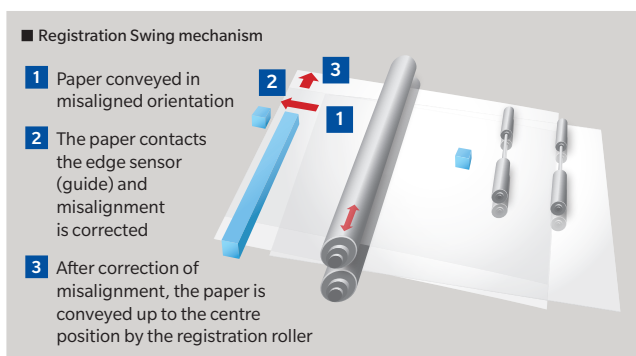 ■ Registration Swing mechanism
1 Paper conveyed in
misaligned orientation
2 The paper contacts
the edge sensor
(guide) and
misalignment
is corrected
3 After correction of
misalignment, the paper is
conveyed up to the centre
position by the registration roller
3
2
1